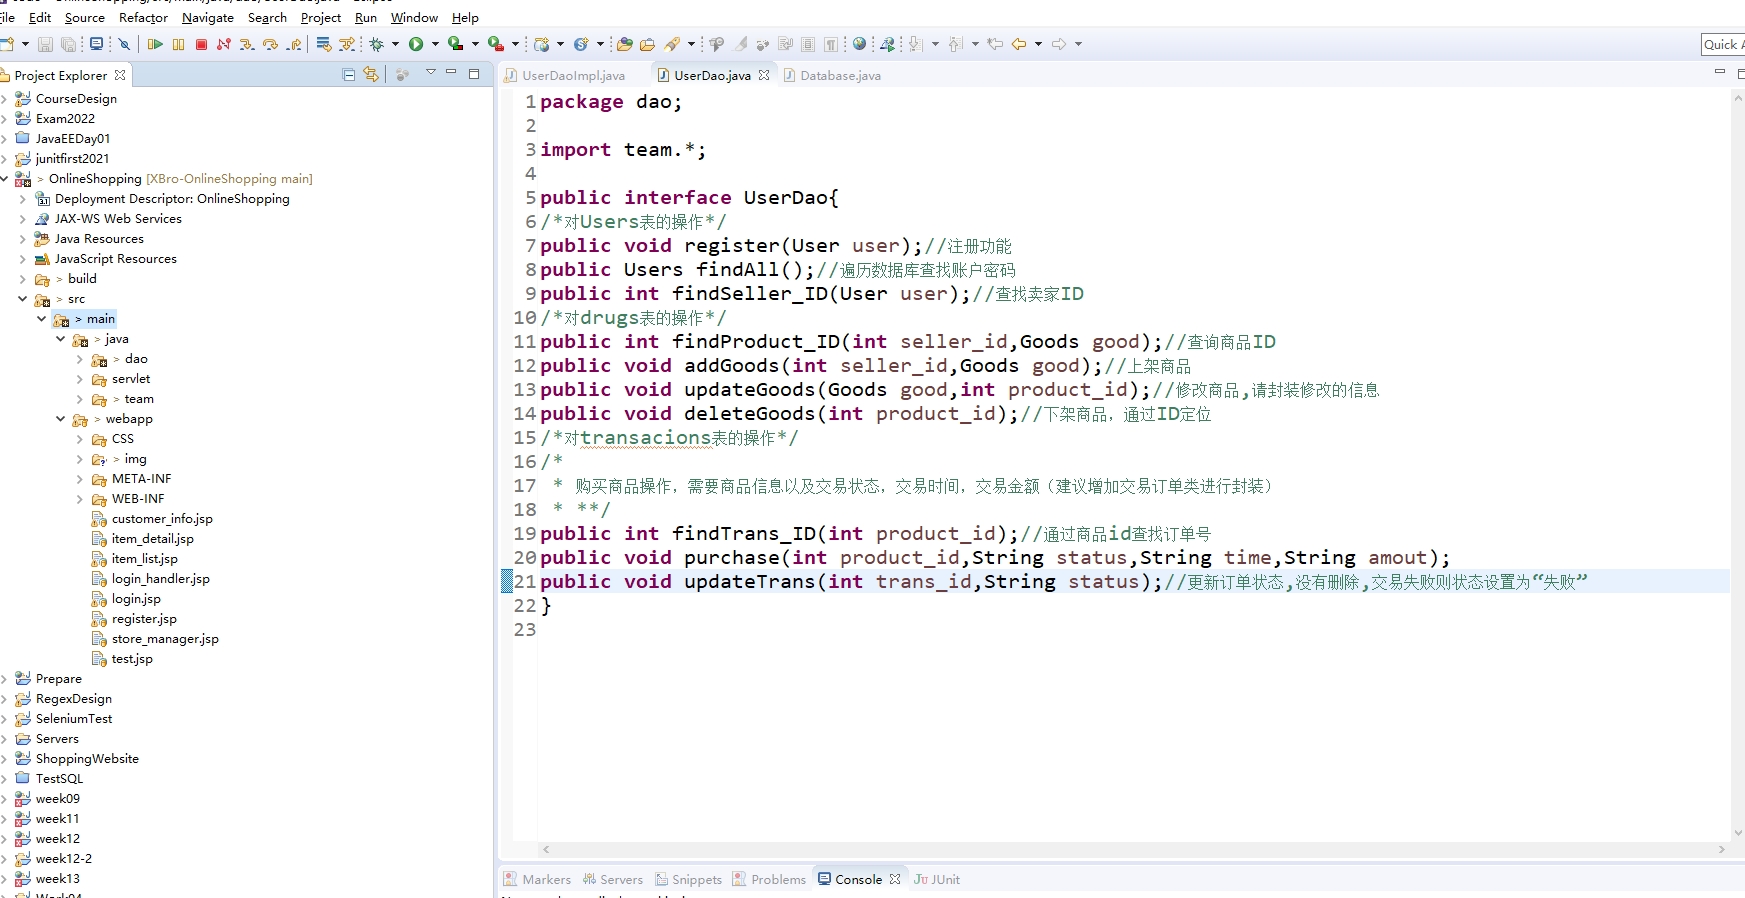 File Edit Source Refactor Navigate Search Project Run Window Help
Quick A
Project Explorer
CourseDesign
Exam2022
JavaEEDay01
junitfirst2021
> OnlineShopping [XBro-OnlineShopping main]
Deployment Descriptor: OnlineShopping
JAX-WS Web Services
Java Resources
JavaScript Resources
> build
> src
> main
> java
> dao
servlet
> team
> webapp
CSS
> img
META-INF
WEB-INF
customer_info.jsp
item_detail.jsp
item_list.jsp
login_handler.jsp
login.jsp
register.jsp
store_manager.jsp
test.jsp
Prepare
RegexDesign
SeleniumTest
Servers
ShoppingWebsite
TestSQL
week09
week11
week12
week12-2
week13
UserDaoImpl.java UserDao.java Database.java
1 package dao;
2
3 import team.*;
4
5 public interface UserDao{
6 /*对Users表的操作*/
7 public void register(User user);//注册功能
8 public Users findAll();//遍历数据库查找账户密码
9 public int findSeller_ID(User user);//查找卖家ID
10 /*对drugs表的操作*/
11 public int findProduct_ID(int seller_id,Goods good);//查询商品ID
12 public void addGoods(int seller_id,Goods good);//上架商品
13 public void updateGoods(Goods good,int product_id);//修改商品,请封装修改的信息
14 public void deleteGoods(int product_id);//下架商品，通过ID定位
15 /*对transacions表的操作*/
16 /*
17 * 购买商品操作，需要商品信息以及交易状态，交易时间，交易金额（建议增加交易订单类进行封装）
18 * **/
19 public int findTrans_ID(int product_id);//通过商品id查找订单号
20 public void purchase(int product_id,String status,String time,String amout);
21 public void updateTrans(int trans_id,String status);//更新订单状态,没有删除,交易失败则状态设置为“失败”
22 }
23
Markers Servers Snippets Problems Console JUnit